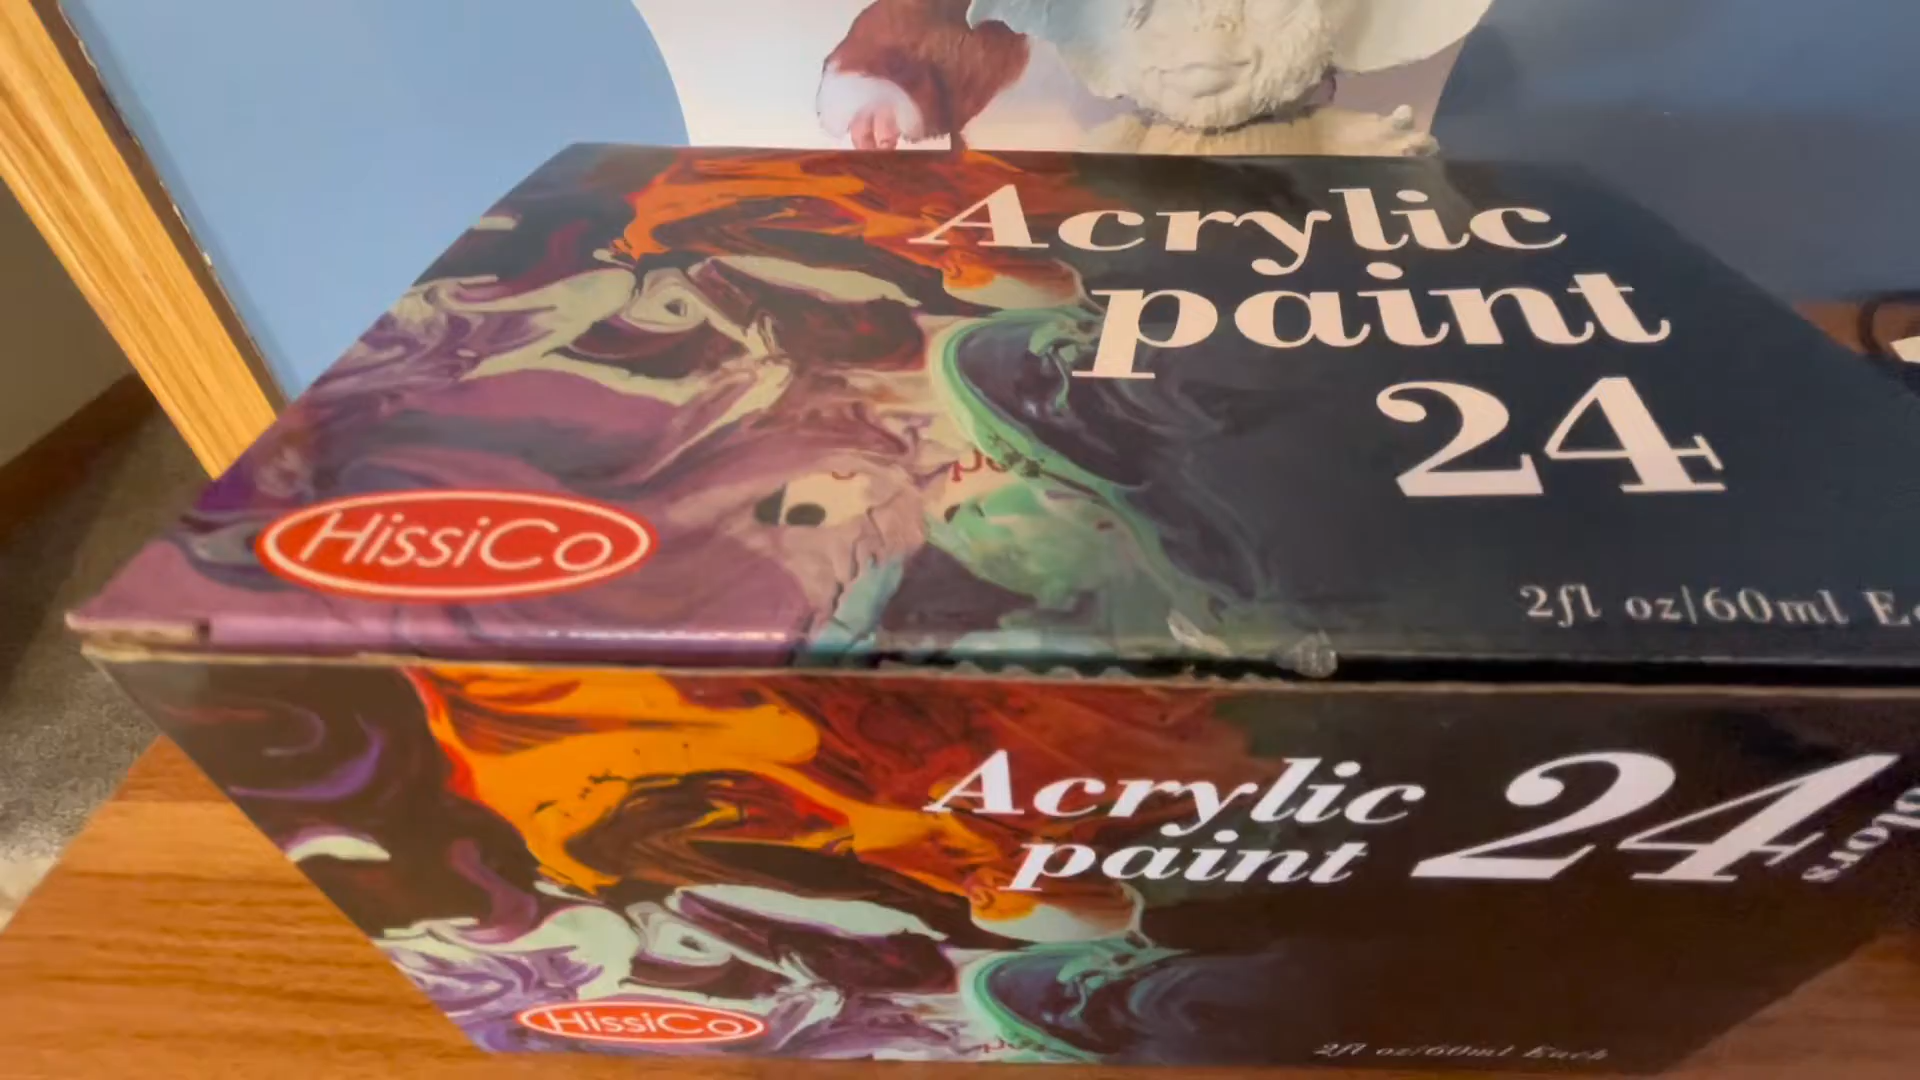 Acrylic
paint
24
HissiCo
2fl oz/60ml
Acrylic
paint
24
HissiCo
2fl oz/60ml Each